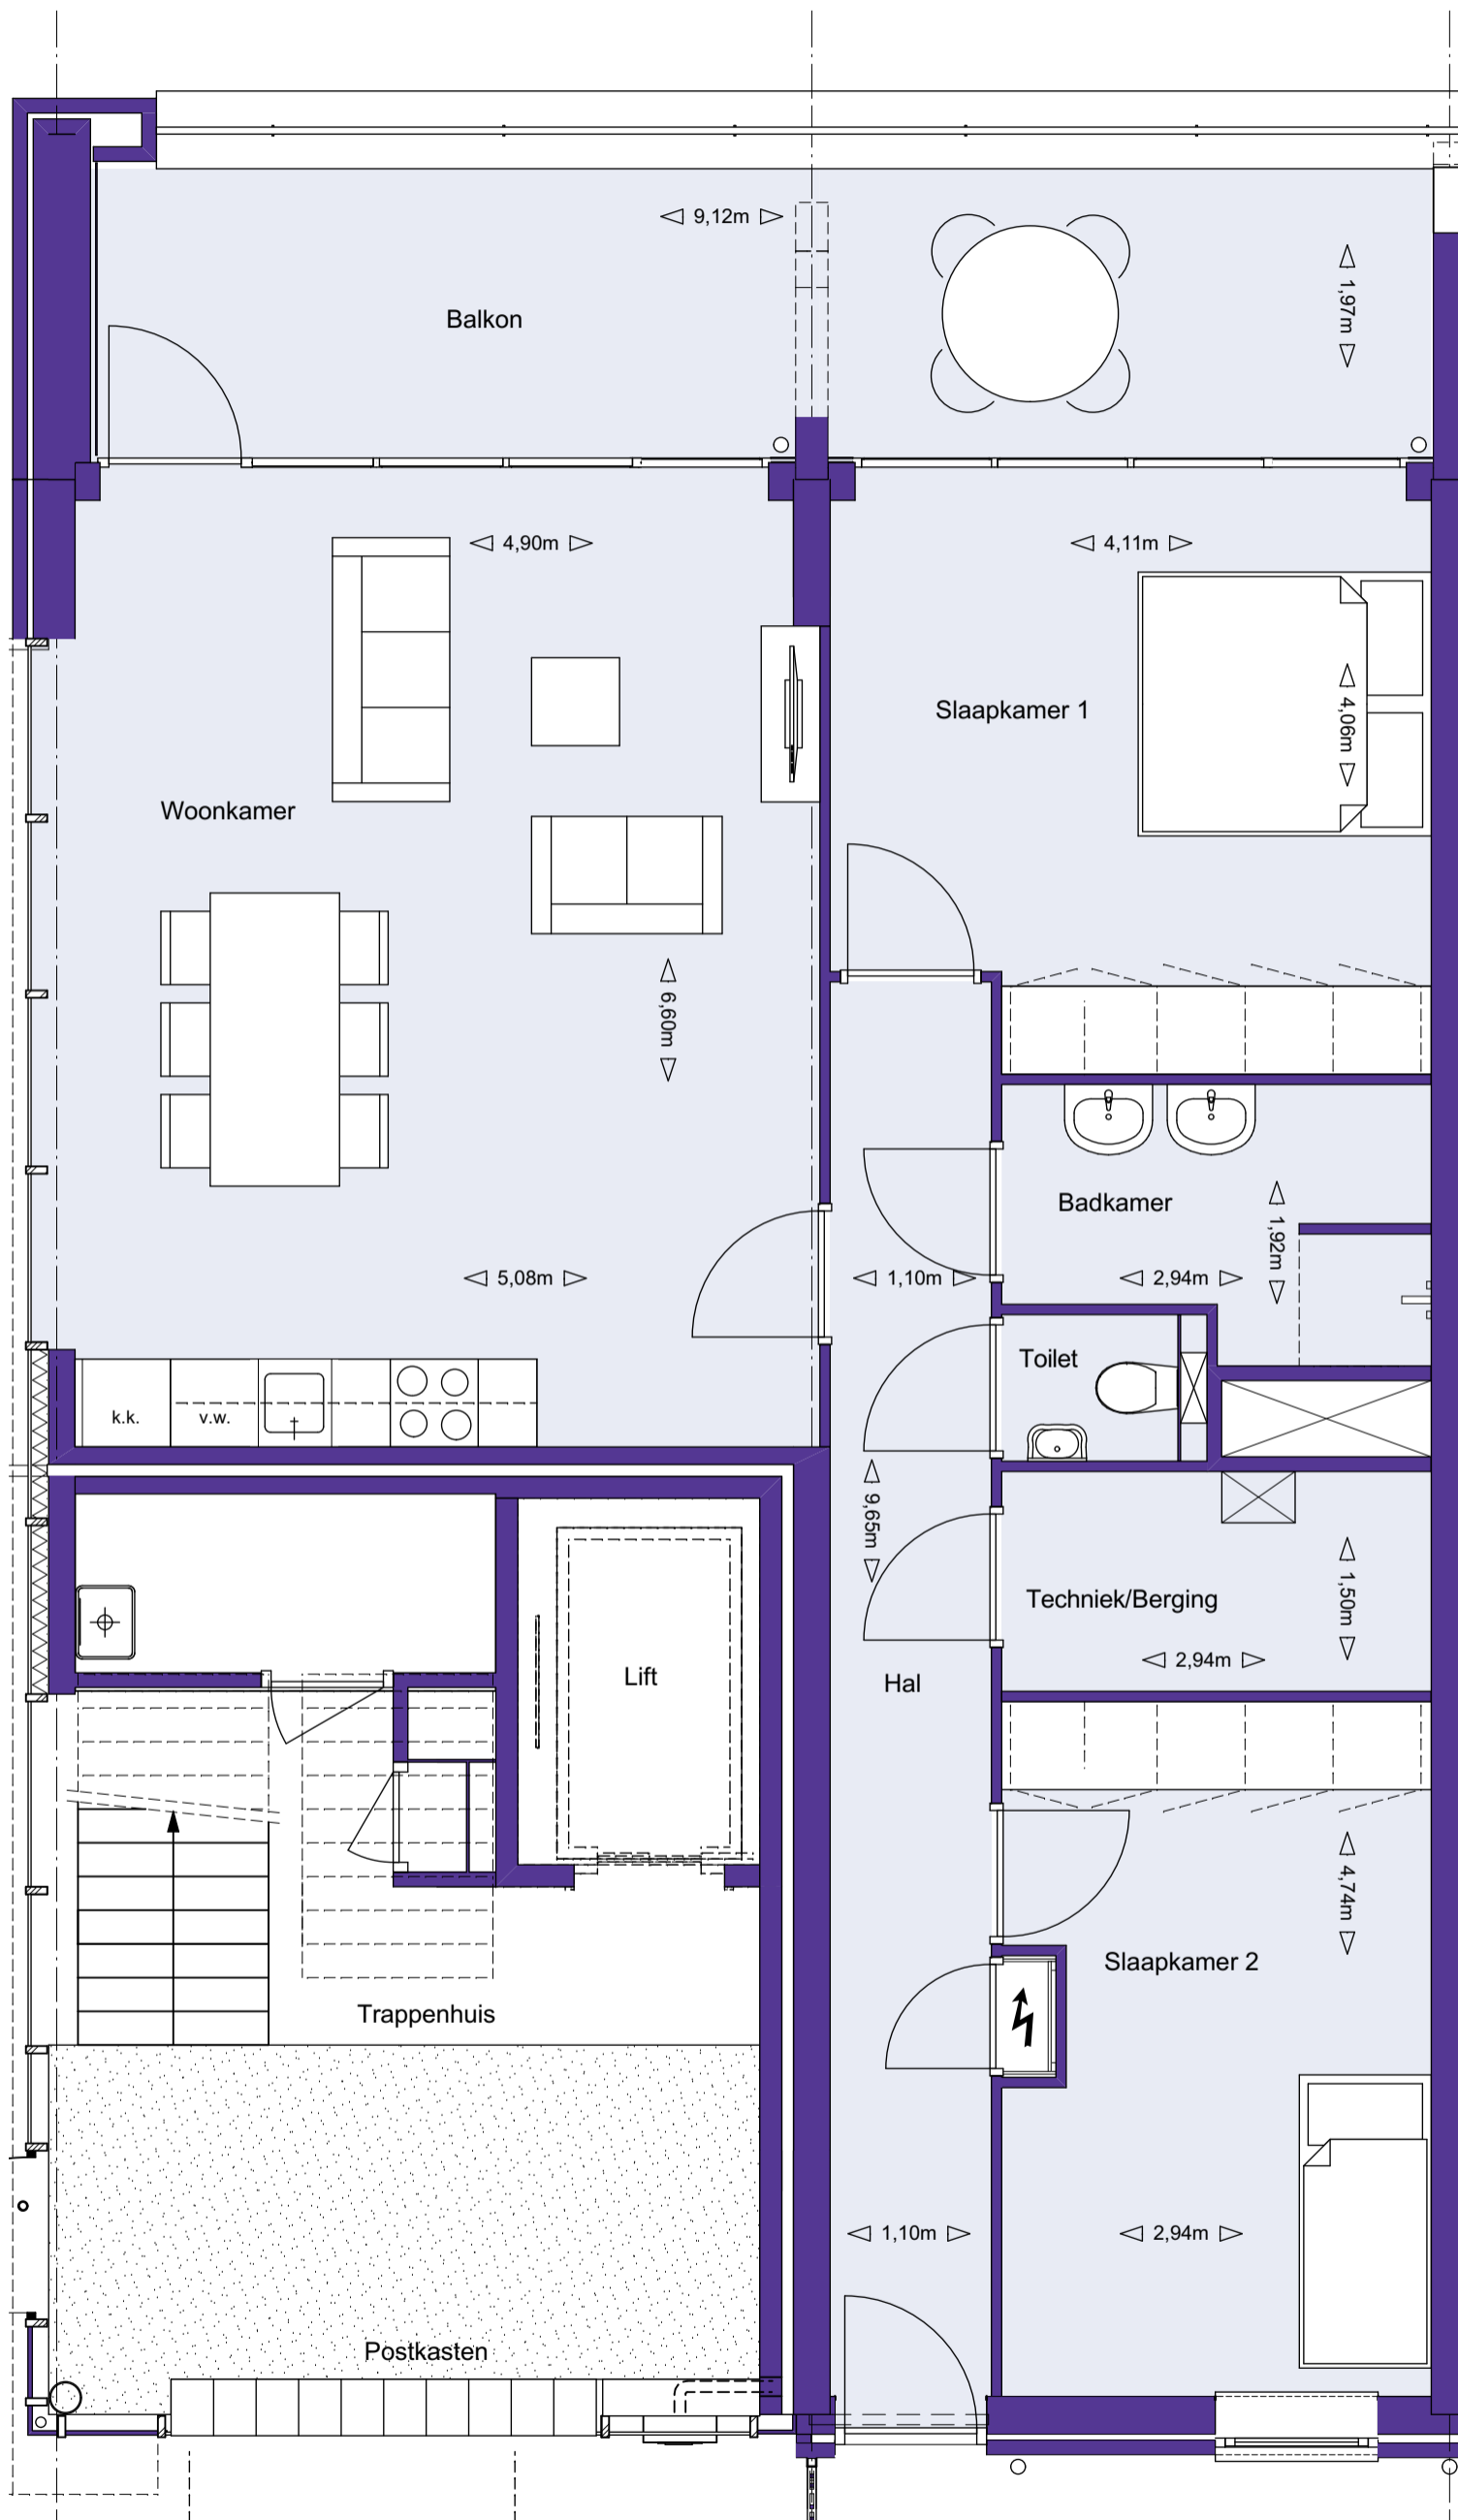 9,12m
1,97m
Balkon
4,90m
4,11m
Slaapkamer 1
4,06m
Woonkamer
6,60m
Badkamer
1,92m
5,08m
1,10m
2,94m
Toilet
k.k.
v.w.
9,65m
Techniek/Berging
1,50m
2,94m
Lift
Hal
4,74m
Slaapkamer 2
Trappenhuis
1,10m
2,94m
Postkasten